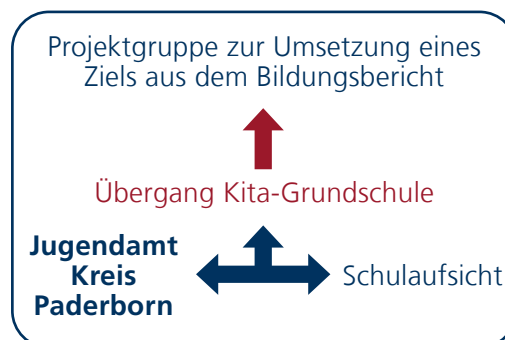 Projektgruppe zur Umsetzung eines
Ziels aus dem Bildungsbericht
Übergang Kita-Grundschule
Jugendamt
Kreis
Paderborn
Schulaufsicht